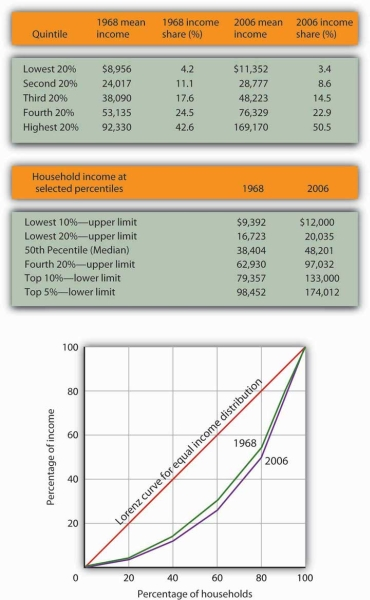 Quintile 1968 mean income 1968 income share (%) 2006 mean income 2006 income share (%)
Lowest 20% $8,956 4.2 $11,352 3.4
Second 20% 24,017 11.1 28,777 8.6
Third 20% 38,090 17.6 48,223 14.5
Fourth 20% 53,135 24.5 76,329 22.9
Highest 20% 92,330 42.6 169,170 50.5
Household income at
selected percentiles 1968 2006
Lowest 10%—upper limit $9,392 $12,000
Lowest 20%—upper limit 16,723 20,035
50th Pecentile (Median) 38,404 48,201
Fourth 20%—upper limit 62,930 97,032
Top 10%—lower limit 79,357 133,000
Top 5%—lower limit 98,452 174,012
100
80
60
40
20
0 20 40 60 80 100
Percentage of income
Lorenz curve for equal income distribution
1968
2006
Percentage of households